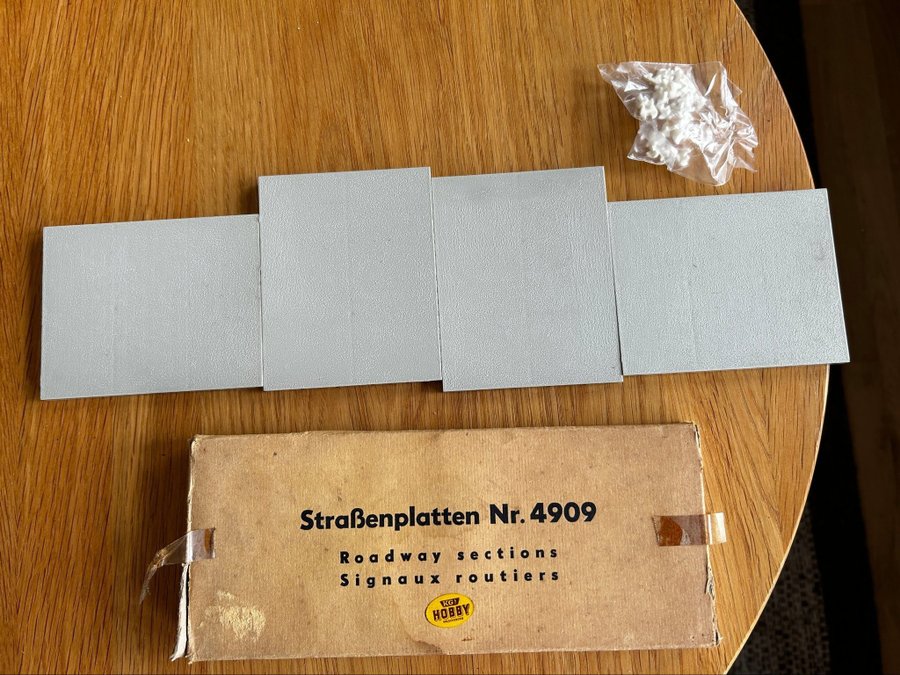 Straßenplatten Nr. 4909
Roadway sections
Signaux routiers
HOBBY